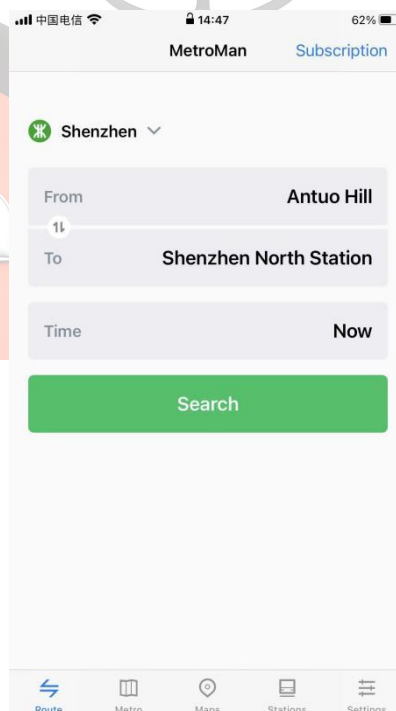 中国电信 14:47 62%
MetroMan Subscription
Shenzhen
From Antuo Hill
To Shenzhen North Station
Time Now
Search
Route Metro Maps Stations Settings